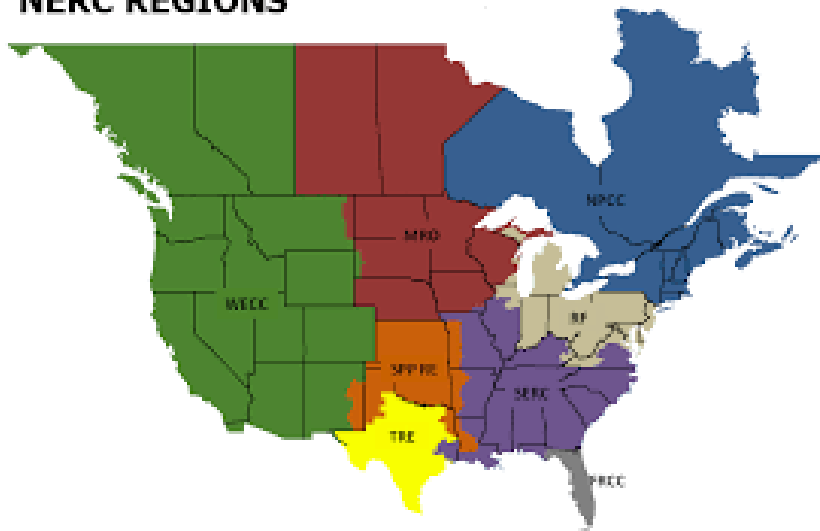 NERC REGIONS
NPCC
MRO
WECC
RF
SPP RE
SERC
TRE
FRCC